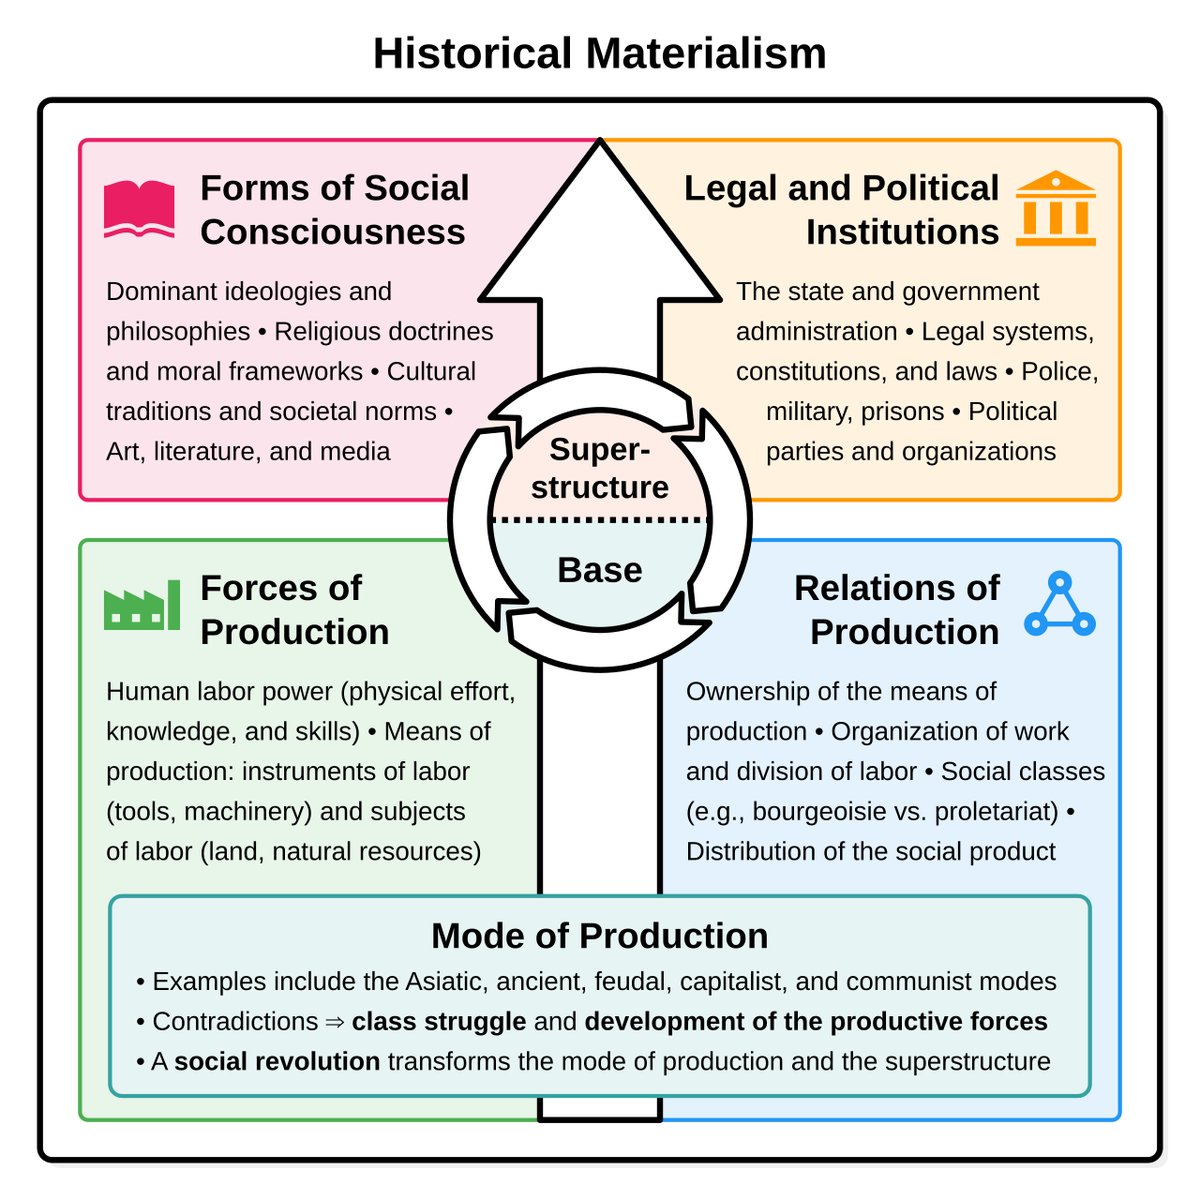 Historical Materialism
Forms of Social
Consciousness
Dominant ideologies and
philosophies • Religious doctrines
and moral frameworks • Cultural
traditions and societal norms •
Art, literature, and media
Legal and Political
Institutions
The state and government
administration • Legal systems,
constitutions, and laws • Police,
military, prisons • Political
parties and organizations
Super-
structure
Base
Forces of
Production
Human labor power (physical effort,
knowledge, and skills) • Means of
production: instruments of labor
(tools, machinery) and subjects
of labor (land, natural resources)
Relations of
Production
Ownership of the means of
production • Organization of work
and division of labor • Social classes
(e.g., bourgeoisie vs. proletariat) •
Distribution of the social product
Mode of Production
• Examples include the Asiatic, ancient, feudal, capitalist, and communist modes
• Contradictions ⇒ class struggle and development of the productive forces
• A social revolution transforms the mode of production and the superstructure